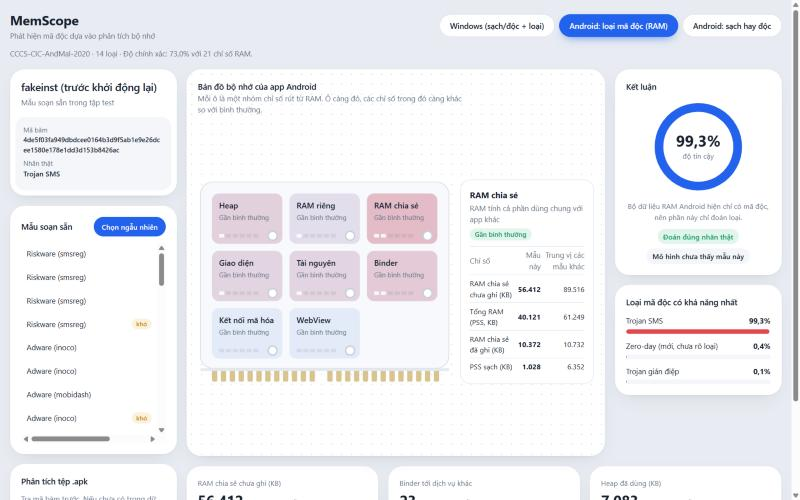 MemScope
Phát hiện mã độc dựa vào phân tích bộ nhớ
CCCS-CIC-AndMal-2020 · 14 loại · Độ chính xác: 73,0% với 21 chỉ số RAM.
Windows (sạch/độc + loại)
Android: loại mã độc (RAM)
Android: sạch hay độc
fakeinst (trước khởi động lại)
Mẫu soạn sẵn trong tập test
Mã băm
4de5f03fa949dbdcee0164b3d9f5ab1e9e26dc
ee1580e178e1dd3d153b8426ac
Nhãn thật
Trojan SMS
Mẫu soạn sẵn
Chọn ngẫu nhiên
Riskware (smsreg)
Riskware (smsreg)
Riskware (smsreg)
Riskware (smsreg)
khó
Adware (inoco)
Adware (inoco)
Adware (mobidash)
Adware (inoco)
khó
Phân tích tệp .apk
Bản đồ bộ nhớ của app Android
Mỗi ô là một nhóm chỉ số rút từ RAM. Ô càng đỏ, các chỉ số trong đó càng khác
so với bình thường.
Heap
Gần bình thường
RAM riêng
Gần bình thường
RAM chia sẻ
Gần bình thường
Giao diện
Gần bình thường
Tài nguyên
Gần bình thường
Binder
Gần bình thường
Kết nối mã hóa
Gần bình thường
WebView
Gần bình thường
RAM chia sẻ
RAM tính cả phần dùng chung với
app khác
Gần bình thường
Chỉ số
Mẫu này
Trung vị các mẫu khác
RAM chia sẻ chưa ghi (KB)
56.412
89.516
Tổng RAM (PSS, KB)
40.121
61.249
RAM chia sẻ đã ghi (KB)
10.372
10.732
PSS sạch (KB)
1.028
6.352
Kết luận
99,3%
độ tin cậy
Bộ dữ liệu RAM Android hiện chỉ có mã độc,
nên phần này chỉ đoán loại.
Đoán đúng nhãn thật
Mô hình chưa thấy mẫu này
Loại mã độc có khả năng nhất
Trojan SMS
99,3%
Zero-day (mới, chưa rõ loại)
0,4%
Trojan gián điệp
0,1%
RAM chia sẻ chưa ghi (KB)
56.412
Binder tới dịch vụ khác
23
Heap đã dùng (KB)
7.083